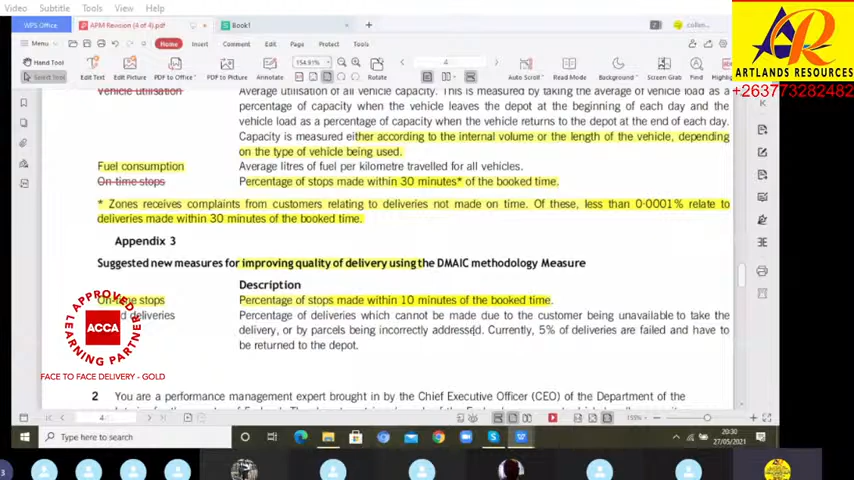 Video Subtitle Tools View Help
WPS Office APM Revision (4 of 4).pdf Book1 collen...
Menu Home Insert Comment Edit Page Protect Tools
Hand Tool 154.91% 4
Select Tool Edit Text Edit Picture PDF to Office PDF to Picture Rotate Auto Scroll Read Mode Background Screen Grab Find Highlight
ARTLANDS RESOURCES
+263773282482
Vehicle utilisation Average utilisation of all vehicle capacity. This is measured by taking the average of vehicle load as a
percentage of capacity when the vehicle leaves the depot at the beginning of each day and the
vehicle load as a percentage of capacity when the vehicle returns to the depot at the end of each day.
Capacity is measured either according to the internal volume or the length of the vehicle, depending
on the type of vehicle being used.
Fuel consumption Average litres of fuel per kilometre travelled for all vehicles.
On-time stops Percentage of stops made within 30 minutes* of the booked time.
* Zones receives complaints from customers relating to deliveries not made on time. Of these, less than 0·0001% relate to
deliveries made within 30 minutes of the booked time.
Appendix 3
Suggested new measures for improving quality of delivery using the DMAIC methodology Measure
Description
On-time stops Percentage of stops made within 10 minutes of the booked time.
d deliveries Percentage of deliveries which cannot be made due to the customer being unavailable to take the
delivery, or by parcels being incorrectly addressed. Currently, 5% of deliveries are failed and have to
be returned to the depot.
APPROVED
ACCA
LEARNING PARTNER
FACE TO FACE DELIVERY - GOLD
2 You are a performance management expert brought in by the Chief Executive Officer (CEO) of the Department of the
4 155%
Type here to search
20:30
27/05/2021
3